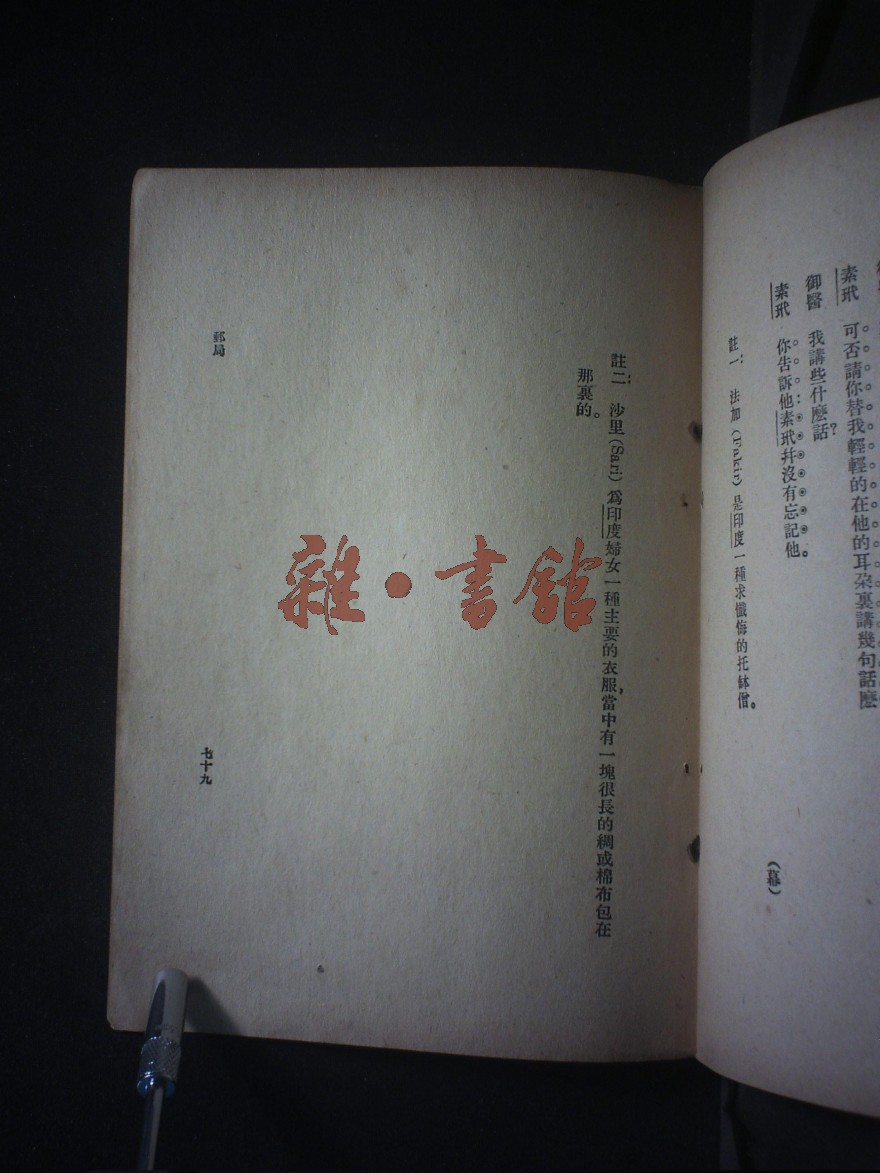 素玳 可否請你替我輕輕的在他的耳朶裏講幾句話麽
御醫 我講些什麽話?
素玳 你告訴他素玳幷沒有忘記他。
(幕)
註一 法加(Fakir)是印度一種求懺悔的托鉢僧。
註二: 沙里(Sari)爲印度婦女一種主要的衣服,當中有一塊很長的綢或棉布包在
那裏的。
郵局
七十九
雜·書館